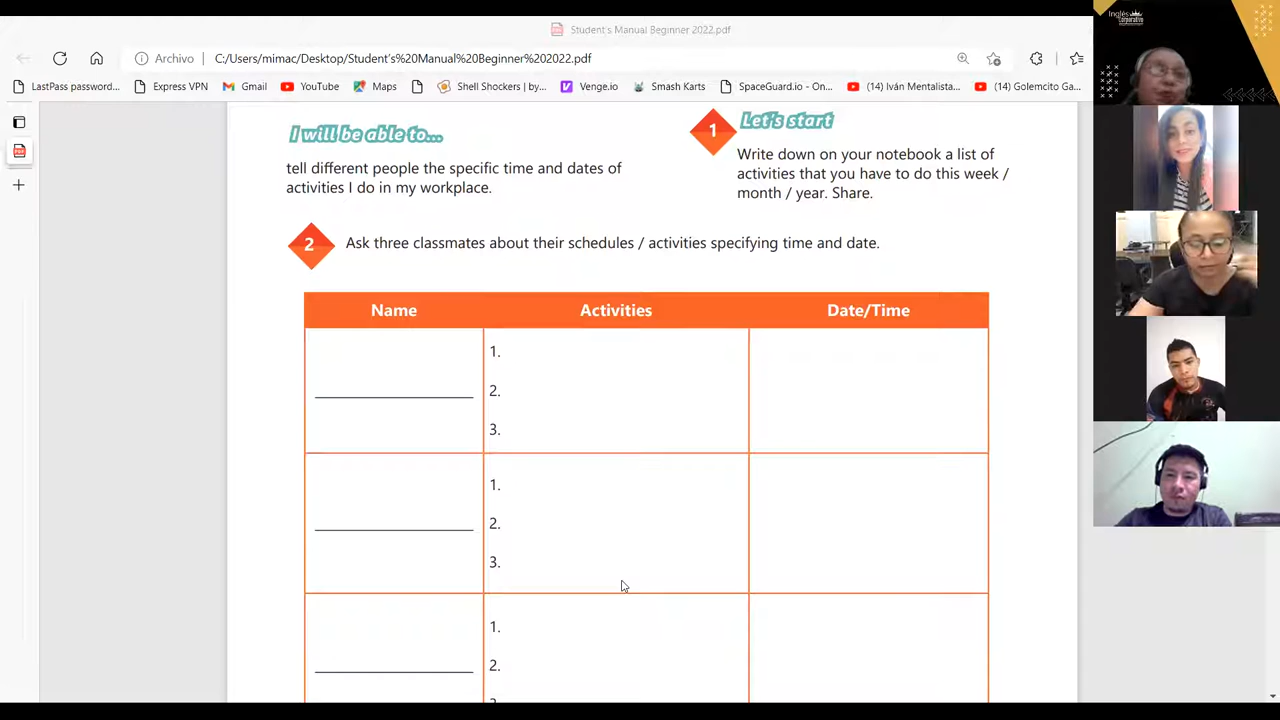 Student's Manual Beginner 2022.pdf
Archivo
C:/Users/mimac/Desktop/Student's%20Manual%20Beginner%202022.pdf
LastPass password...
Express VPN
Gmail
YouTube
Maps
Shell Shockers | by...
Venge.io
Smash Karts
SpaceGuard.io - On...
(14) Iván Mentalista...
(14) Golemcito Ga...
Inglés
Corporativo
I will be able to...
tell different people the specific time and dates of
activities I do in my workplace.
1
Let's start
Write down on your notebook a list of
activities that you have to do this week /
month / year. Share.
2
Ask three classmates about their schedules / activities specifying time and date.
Name
Activities
Date/Time
1.
2.
3.
1.
2.
3.
1.
2.